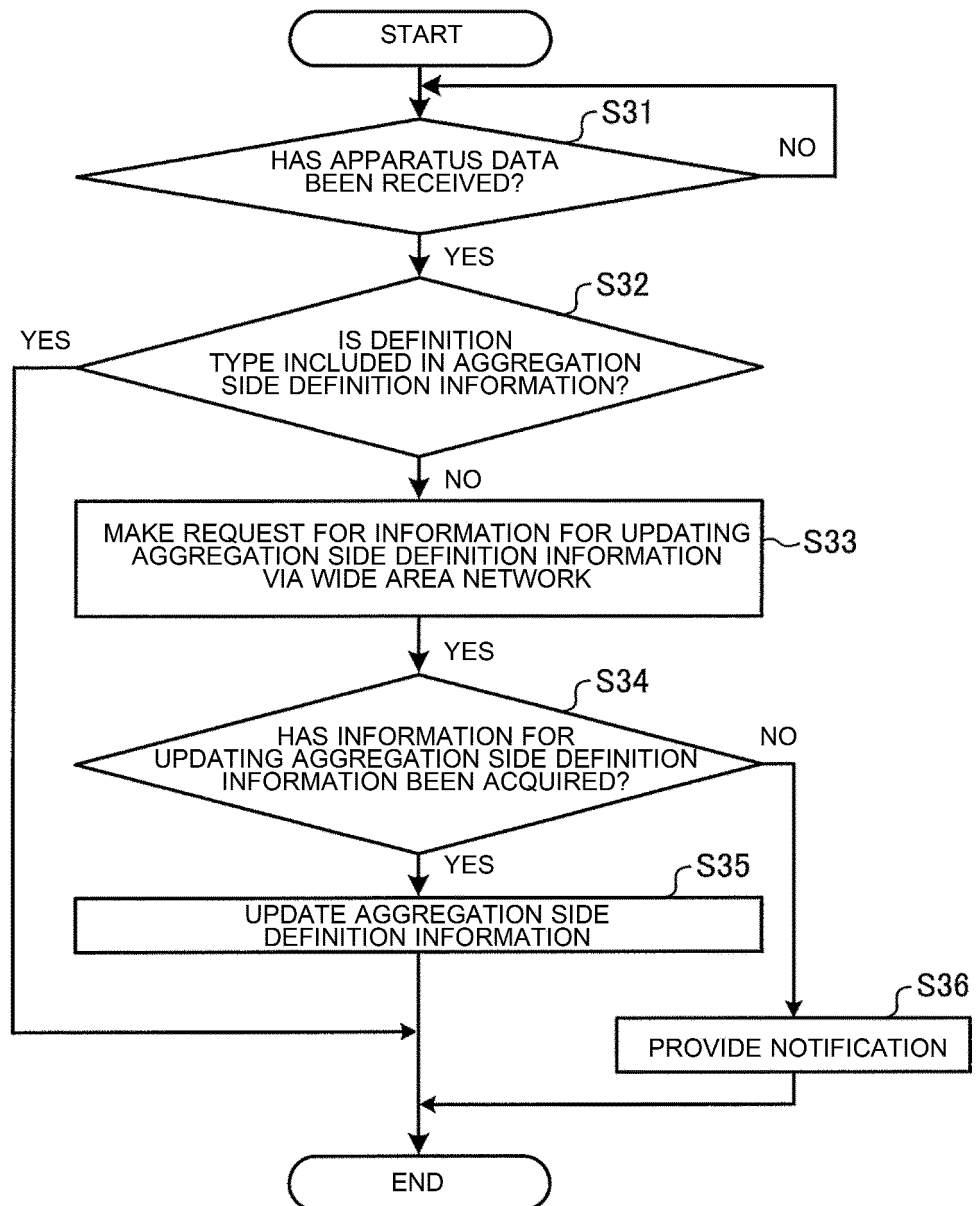 START
S31
HAS APPARATUS DATA
BEEN RECEIVED?
NO
YES
S32
YES
IS DEFINITION
TYPE INCLUDED IN AGGREGATION
SIDE DEFINITION INFORMATION?
NO
MAKE REQUEST FOR INFORMATION FOR UPDATING
AGGREGATION SIDE DEFINITION INFORMATION
VIA WIDE AREA NETWORK
S33
YES
S34
HAS INFORMATION FOR
UPDATING AGGREGATION SIDE DEFINITION
INFORMATION BEEN ACQUIRED?
NO
YES
S35
UPDATE AGGREGATION SIDE
DEFINITION INFORMATION
S36
PROVIDE NOTIFICATION
END